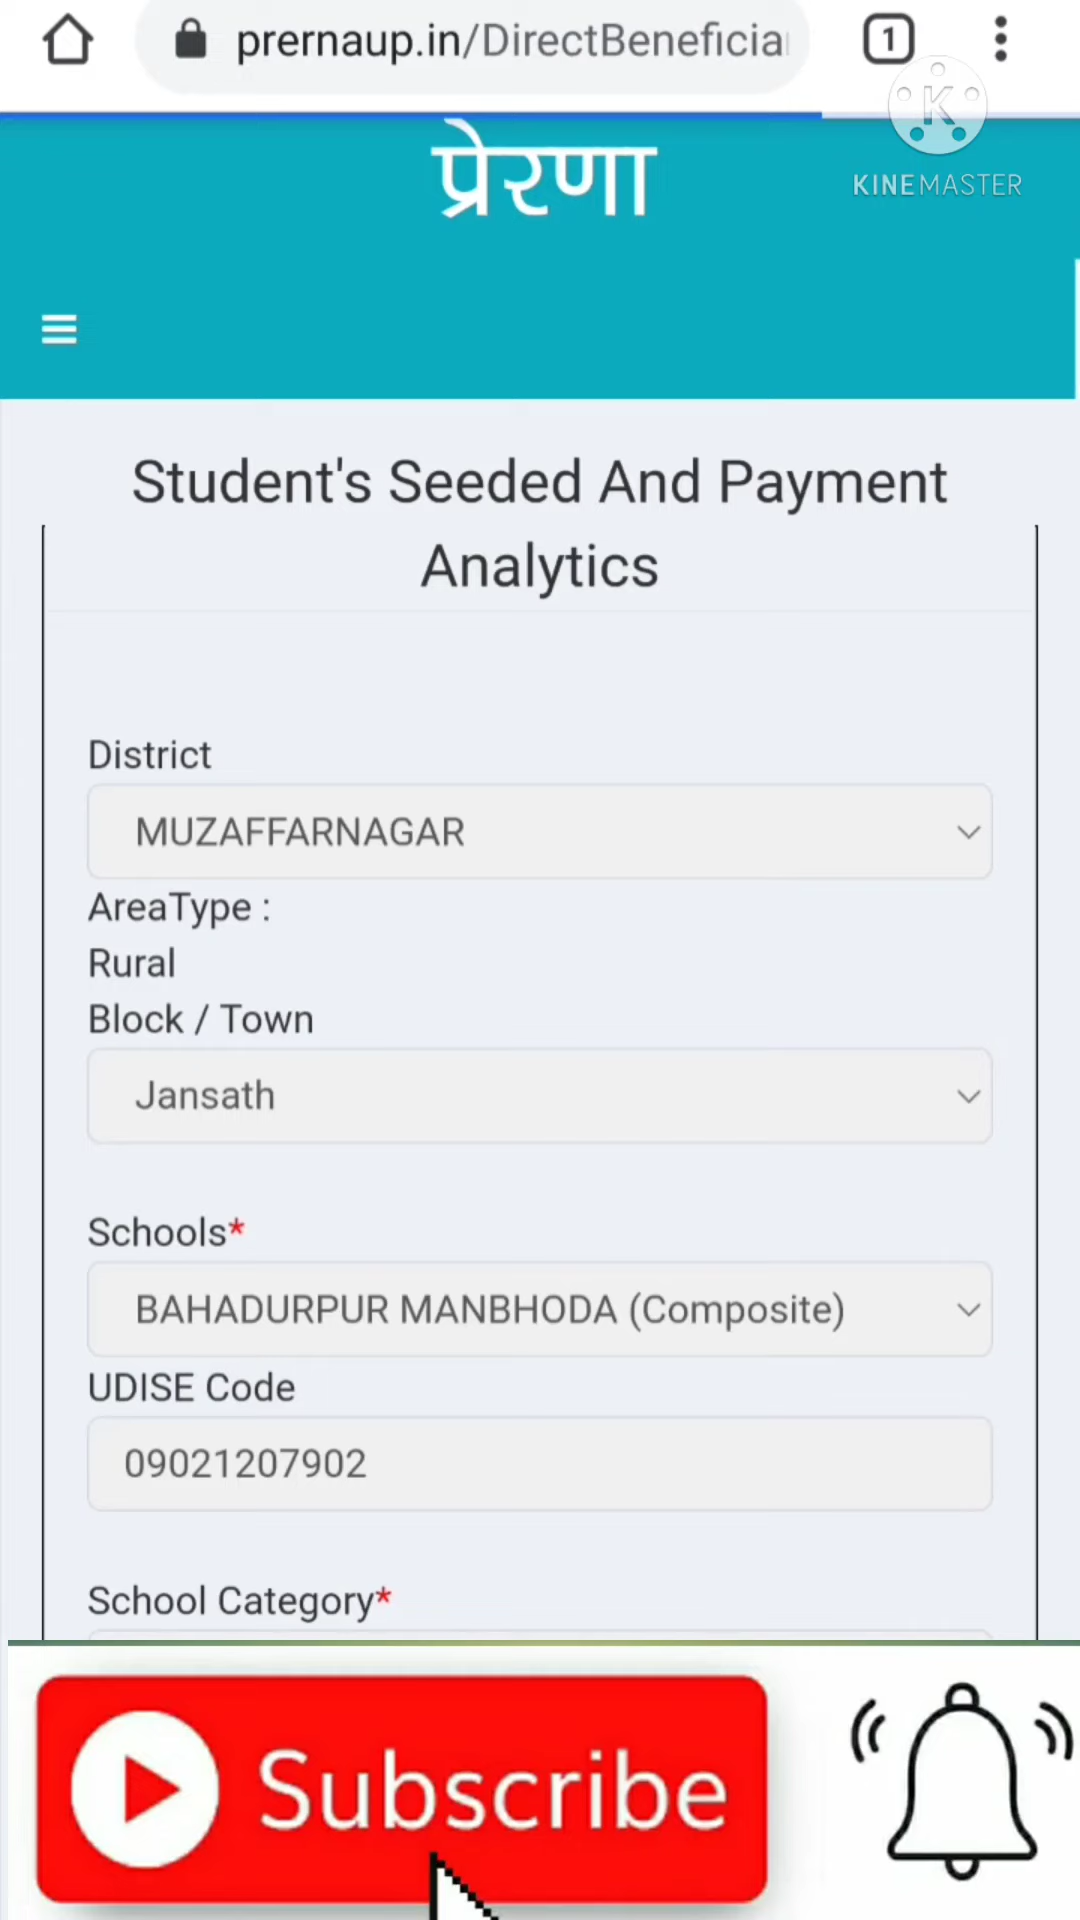 prernaup.in/DirectBeneficia
1
K
KINEMASTER
प्रेरणा
Student's Seeded And Payment
Analytics
District
MUZAFFARNAGAR
AreaType :
Rural
Block / Town
Jansath
Schools*
BAHADURPUR MANBHODA (Composite)
UDISE Code
09021207902
School Category*
Subscribe